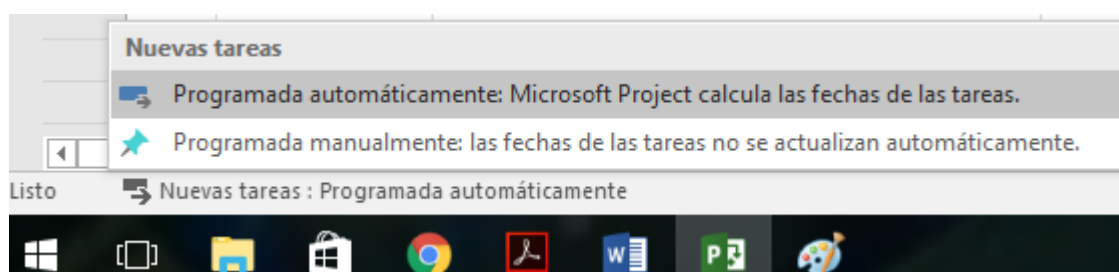 Nuevas tareas
Programada automáticamente: Microsoft Project calcula las fechas de las tareas.
Programada manualmente: las fechas de las tareas no se actualizan automáticamente.
Listo
Nuevas tareas : Programada automáticamente
W
P